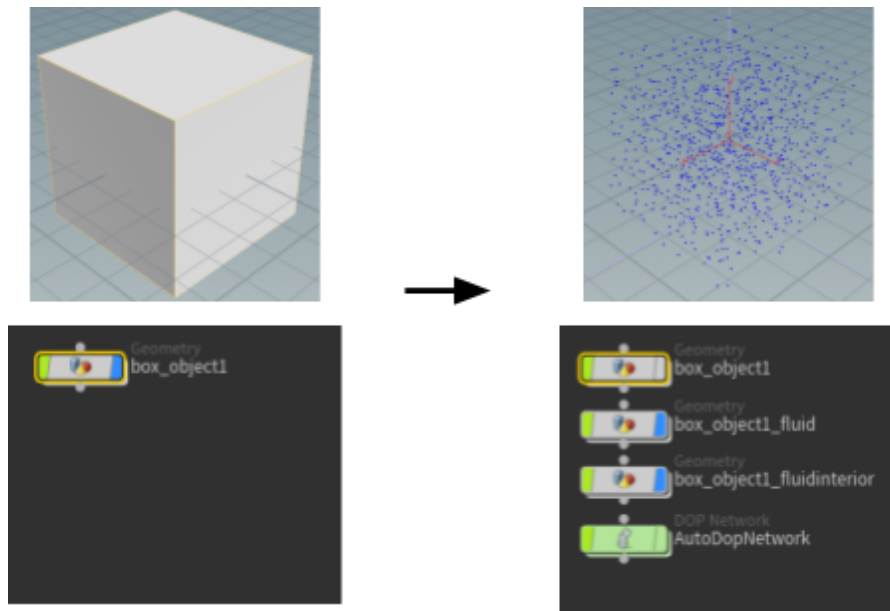 Geometry
box_object1
Geometry
box_object1
Geometry
box_object1_fluid
Geometry
box_object1_fluidinterior
DOP Network
AutoDopNetwork